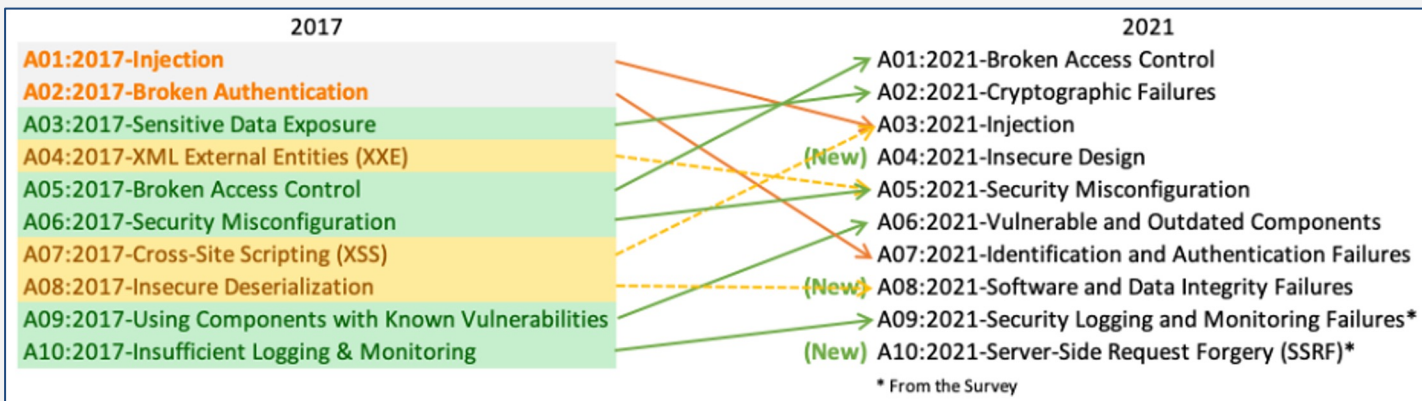 2017
A01:2017-Injection
A02:2017-Broken Authentication
A03:2017-Sensitive Data Exposure
A04:2017-XML External Entities (XXE)
A05:2017-Broken Access Control
A06:2017-Security Misconfiguration
A07:2017-Cross-Site Scripting (XSS)
A08:2017-Insecure Deserialization
A09:2017-Using Components with Known Vulnerabilities
A10:2017-Insufficient Logging & Monitoring
2021
A01:2021-Broken Access Control
A02:2021-Cryptographic Failures
A03:2021-Injection
(New) A04:2021-Insecure Design
A05:2021-Security Misconfiguration
A06:2021-Vulnerable and Outdated Components
A07:2021-Identification and Authentication Failures
(New) A08:2021-Software and Data Integrity Failures
A09:2021-Security Logging and Monitoring Failures*
(New) A10:2021-Server-Side Request Forgery (SSRF)*
* From the Survey